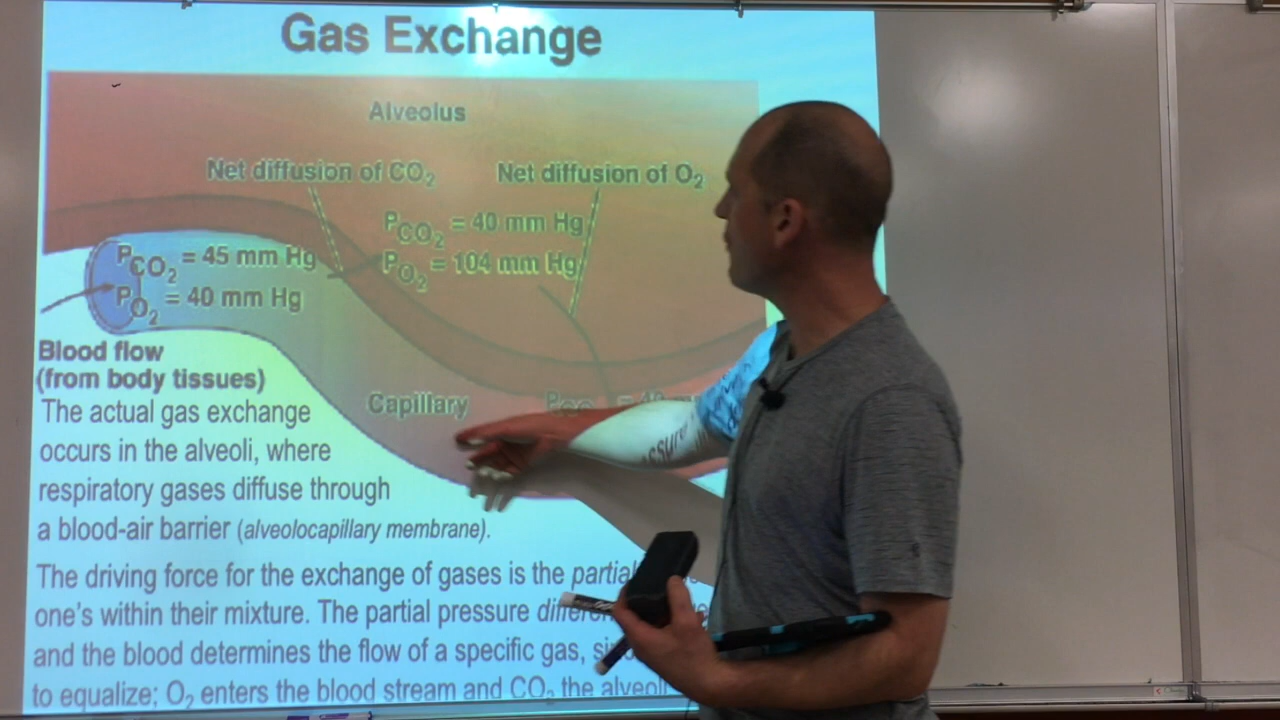 Gas Exchange
Alveolus
Net diffusion of CO₂
Net diffusion of O₂
PCO₂ = 40 mm Hg
PO₂ = 104 mm Hg
PCO₂ = 45 mm Hg
PO₂ = 40 mm Hg
Blood flow
(from body tissues)
Capillary
The actual gas exchange
occurs in the alveoli, where
respiratory gases diffuse through
a blood-air barrier (alveolocapillary membrane).
The driving force for the exchange of gases is the partial
one's within their mixture. The partial pressure
and the blood determines the flow of a specific gas,
to equalize; O₂ enters the blood stream and CO₂ the alveoli